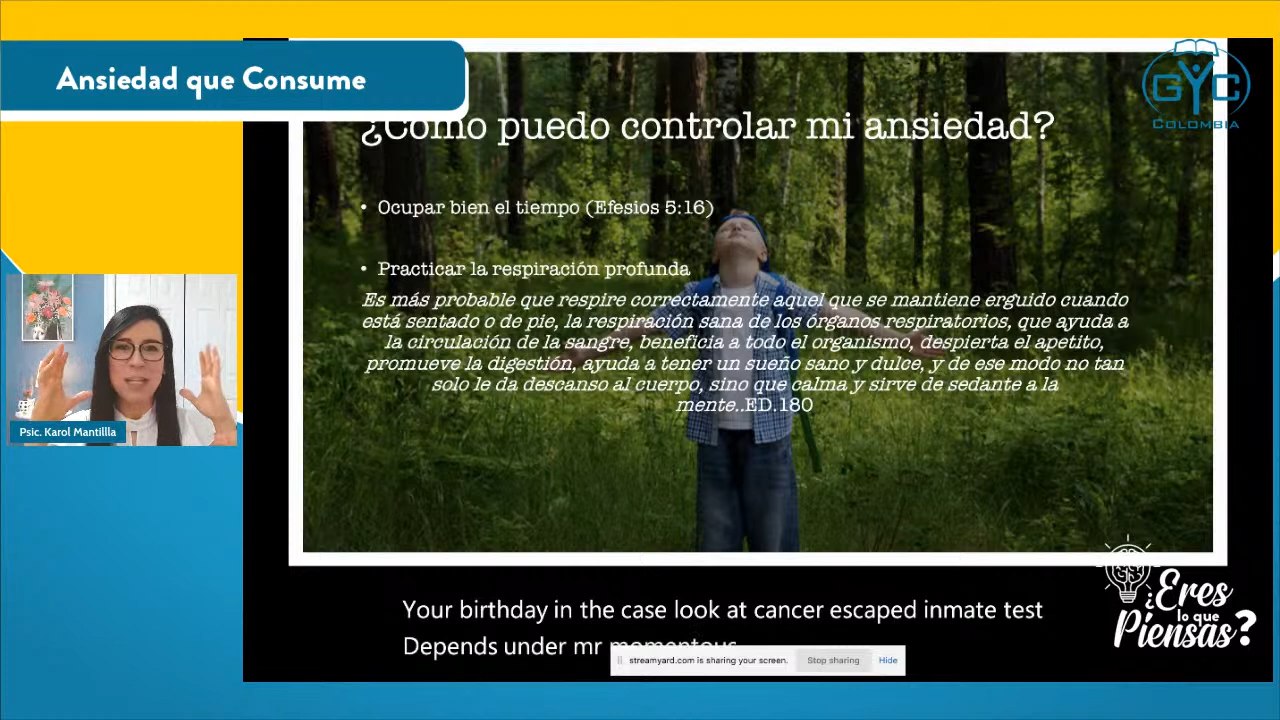 Ansiedad que Consume
GYC
COLOMBIA
¿Cómo puedo controlar mi ansiedad?
• Ocupar bien el tiempo (Efesios 5:16)
• Practicar la respiración profunda
Es más probable que respire correctamente aquel que se mantiene erguido cuando
está sentado o de pie, la respiración sana de los órganos respiratorios, que ayuda a
la circulación de la sangre, beneficia a todo el organismo, despierta el apetito,
promueve la digestión, ayuda a tener un sueño sano y dulce, y de ese modo no tan
solo le da descanso al cuerpo, sino que calma y sirve de sedante a la
mente..ED.180
Psic. Karol Mantillla
Your birthday in the case look at cancer escaped inmate test
Depends under mr momentous
streamyard.com is sharing your screen.
Stop sharing
Hide
¿Eres
lo que
Piensas?